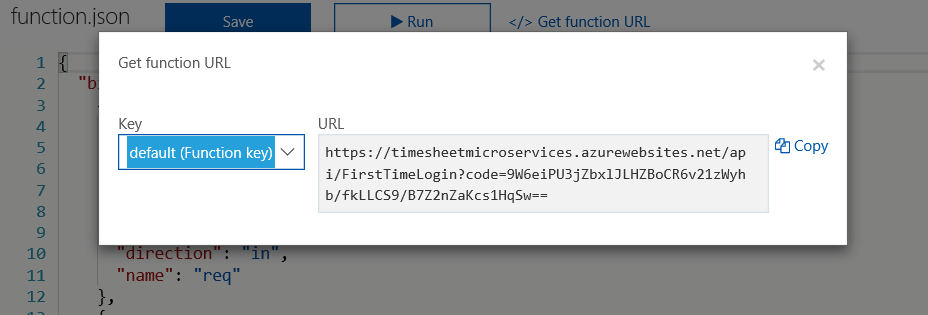 function.json
Save
Run
</> Get function URL
Get function URL
×
Key
URL
default (Function key)
https://timesheetmicroservices.azurewebsites.net/ap
i/FirstTimeLogin?code=9W6eiPU3jZbxlJLHZBoCR6v21zWyh
b/fkLLCS9/B7Z2nZaKcs1HqSw==
Copy
1 {
2
3
4
5
6
7
8
9
10 "direction": "in",
11 "name": "req"
12 },
13 {